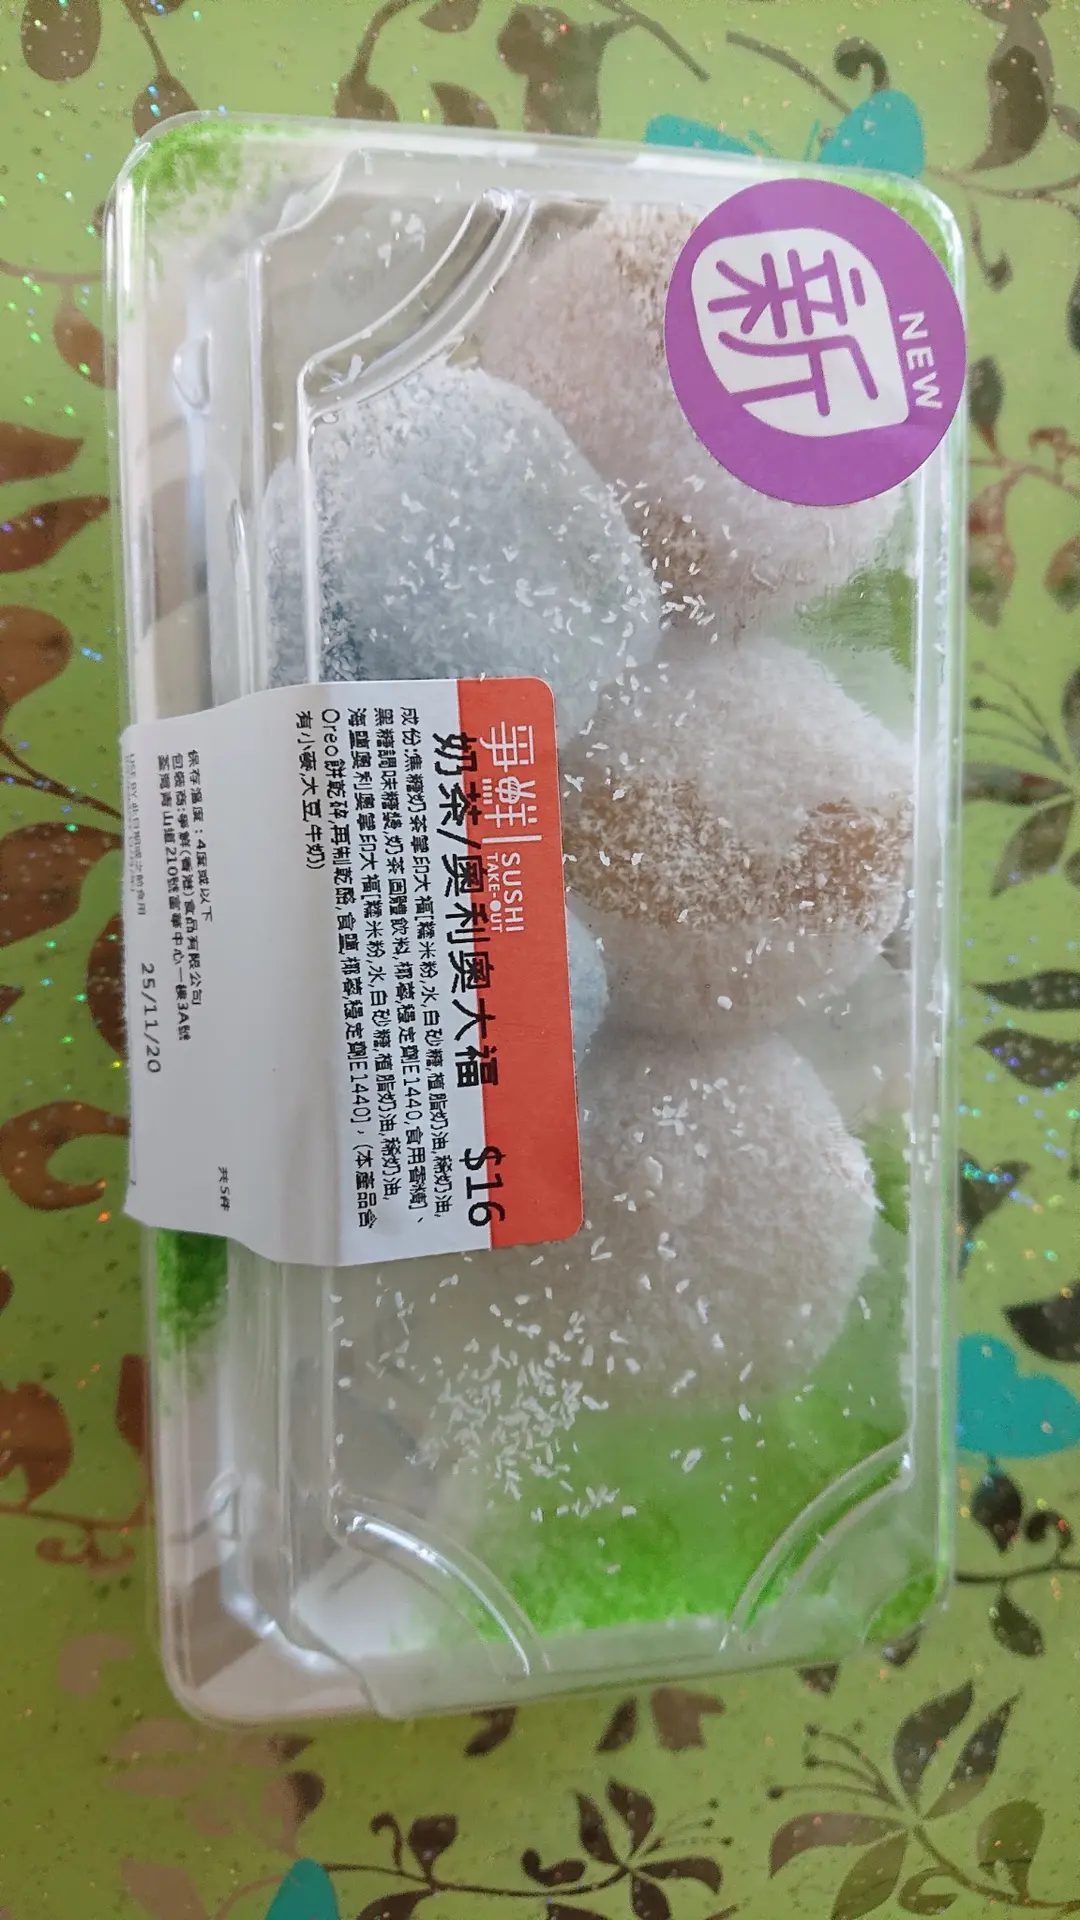 新
NEW
爭鮮 | SUSHI
TAKE-OUT
奶茶/奧利奧大福 $16
成份:焦糖奶茶掌印大福[糯米粉,水,白砂糖,植脂奶油,稀奶油,
黑糖調味糖漿,奶茶固體飲料,椰蓉,穩定劑E1440,食用香精]、
海鹽奧利奧掌印大福[糯米粉,水,白砂糖,植脂奶油,稀奶油,
Oreo餅乾碎,再制乾酪,食鹽,椰蓉,穩定劑E1440]。(本產品含
有小麥,大豆,牛奶)
共5件
保存溫度:4度或以下
包裝商:爭鮮(香港)食品有限公司
荃灣青山道210號富華中心一樓3A號
25/11/20